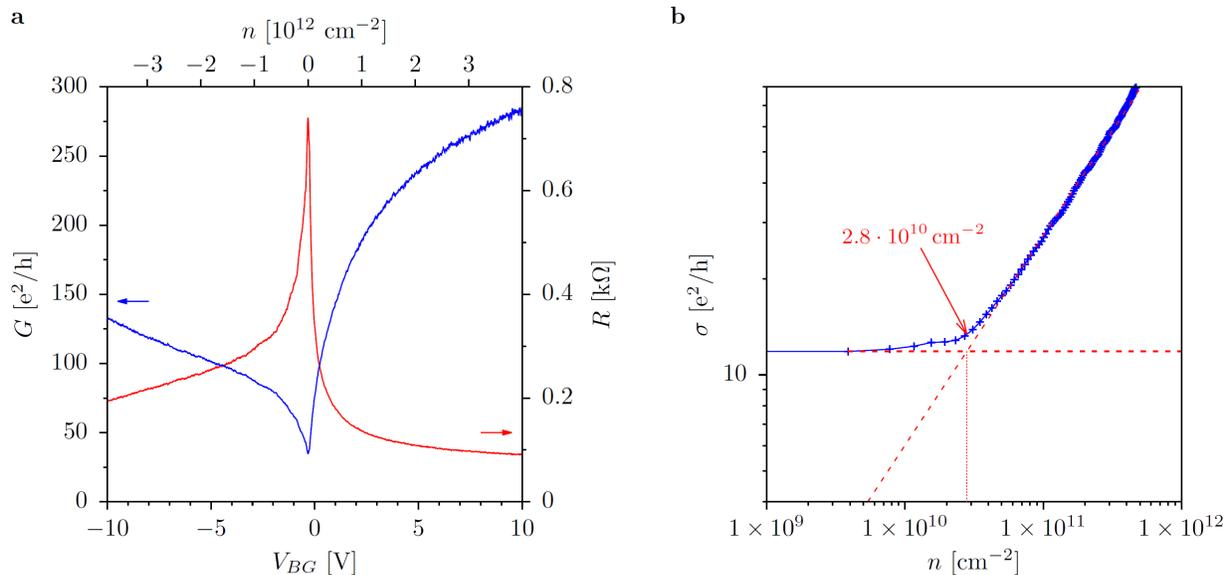 a
n [10¹² cm⁻²]
−3 −2 −1 0 1 2 3
300
250
200
150
100
50
0
G [e²/h]
0.8
0.6
0.4
0.2
0
R [kΩ]
−10 −5 0 5 10
V_BG [V]
b
2.8 · 10¹⁰ cm⁻²
σ [e²/h]
10
1 × 10⁹ 1 × 10¹⁰ 1 × 10¹¹ 1 × 10¹²
n [cm⁻²]